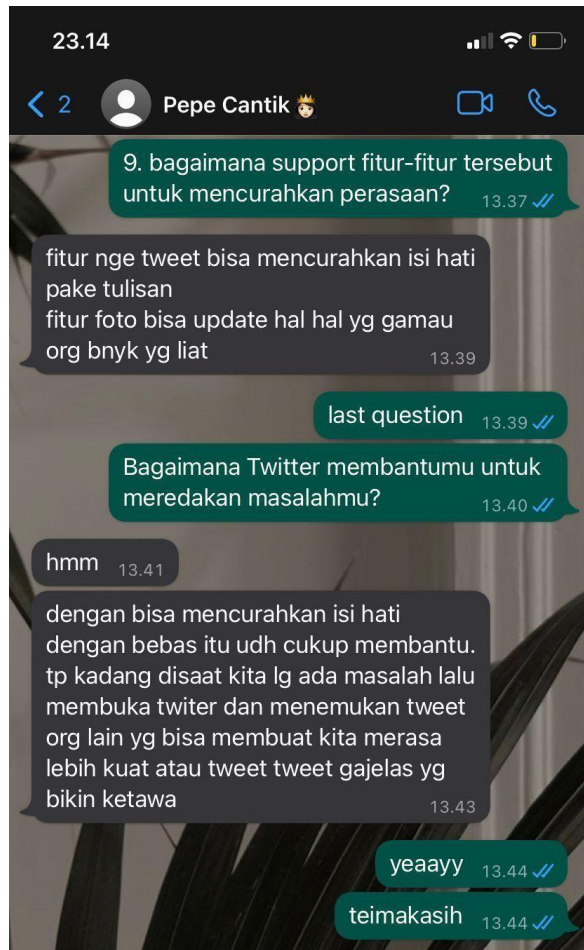 23.14
2
Pepe Cantik 👸🏻
9. bagaimana support fitur-fitur tersebut
untuk mencurahkan perasaan?
13.37
fitur nge tweet bisa mencurahkan isi hati
pake tulisan
fitur foto bisa update hal hal yg gamau
org bnyk yg liat
13.39
last question
13.39
Bagaimana Twitter membantumu untuk
meredakan masalahmu?
13.40
hmm
13.41
dengan bisa mencurahkan isi hati
dengan bebas itu udh cukup membantu.
tp kadang disaat kita lg ada masalah lalu
membuka twiter dan menemukan tweet
org lain yg bisa membuat kita merasa
lebih kuat atau tweet tweet gajelas yg
bikin ketawa
13.43
yeaayy
13.44
teimakasih
13.44